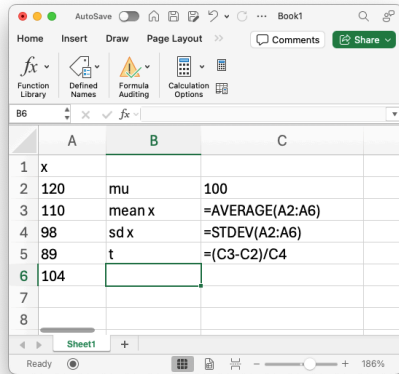 AutoSave Book1
Home Insert Draw Page Layout >> Comments Share
fx
Function Library Defined Names Formula Auditing Calculation Options
B6 fx
A B C
1 x
2 120 mu 100
3 110 mean x =AVERAGE(A2:A6)
4 98 sd x =STDEV(A2:A6)
5 89 t =(C3-C2)/C4
6 104
7
8
Sheet1 +
Ready - + 186%